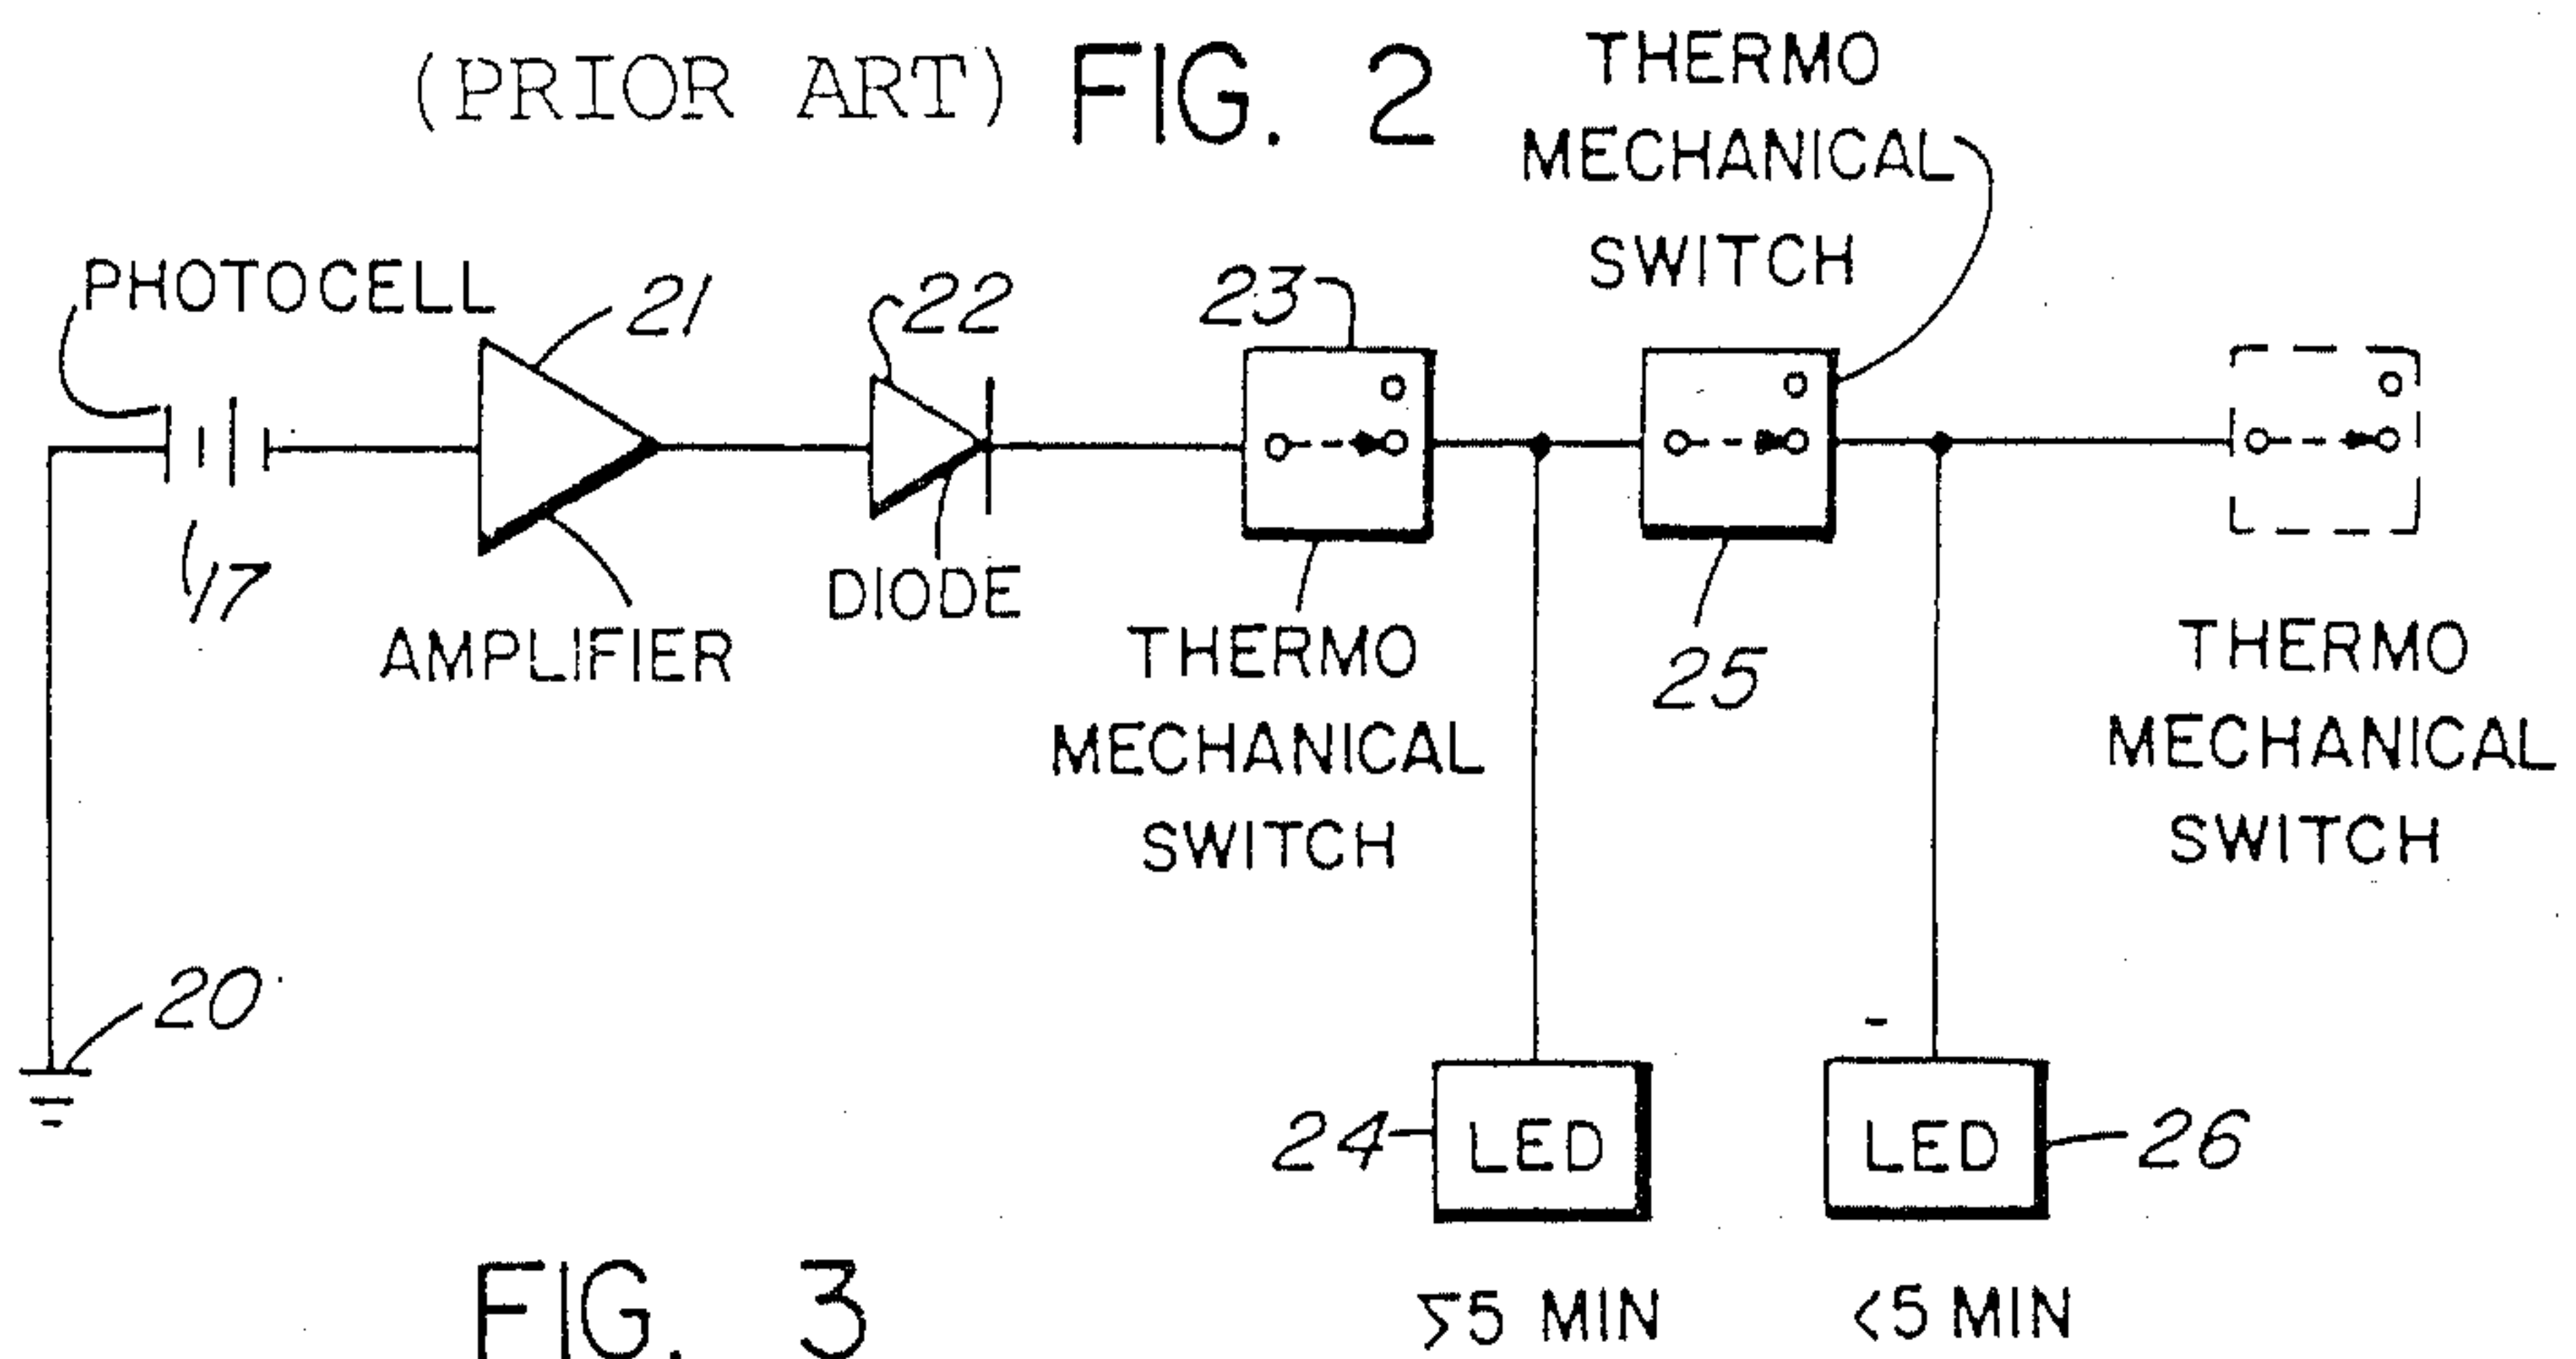 (PRIOR ART) FIG. 2
THERMO
MECHANICAL
SWITCH
PHOTOCELL
21
22
23
17
AMPLIFIER
DIODE
THERMO
MECHANICAL
SWITCH
25
THERMO
MECHANICAL
SWITCH
20
24
LED
LED
26
>5 MIN
<5 MIN
FIG. 3